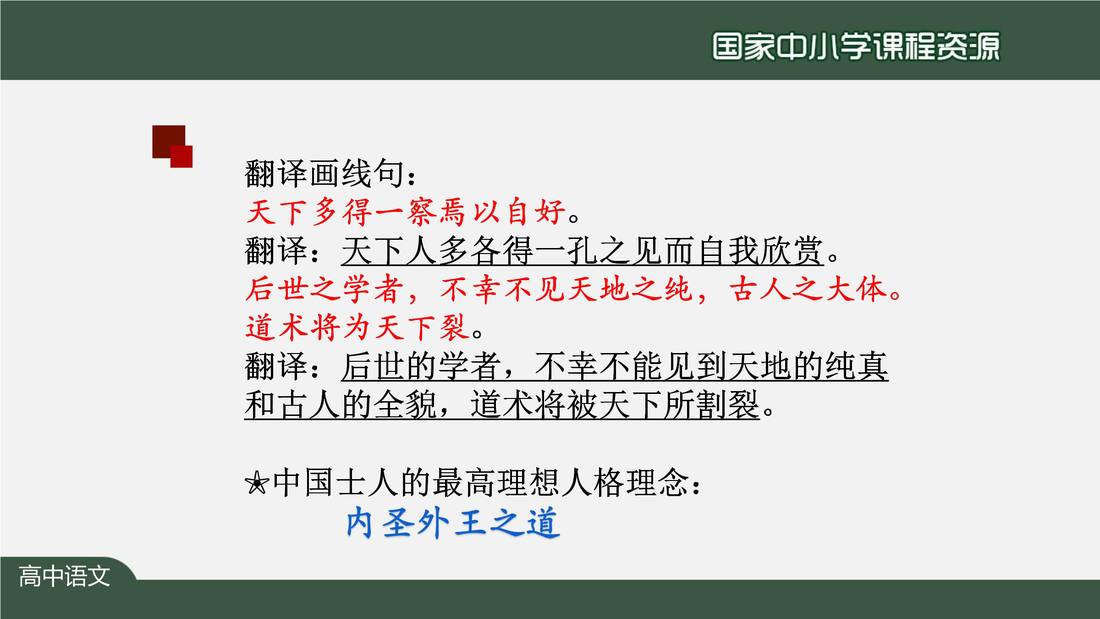 国家中小学课程资源
翻译画线句：
天下多得一察焉以自好。
翻译：天下人多各得一孔之见而自我欣赏。
后世之学者，不幸不见天地之纯，古人之大体。
道术将为天下裂。
翻译：后世的学者，不幸不能见到天地的纯真
和古人的全貌，道术将被天下所割裂。
✭中国士人的最高理想人格理念：
内圣外王之道
高中语文